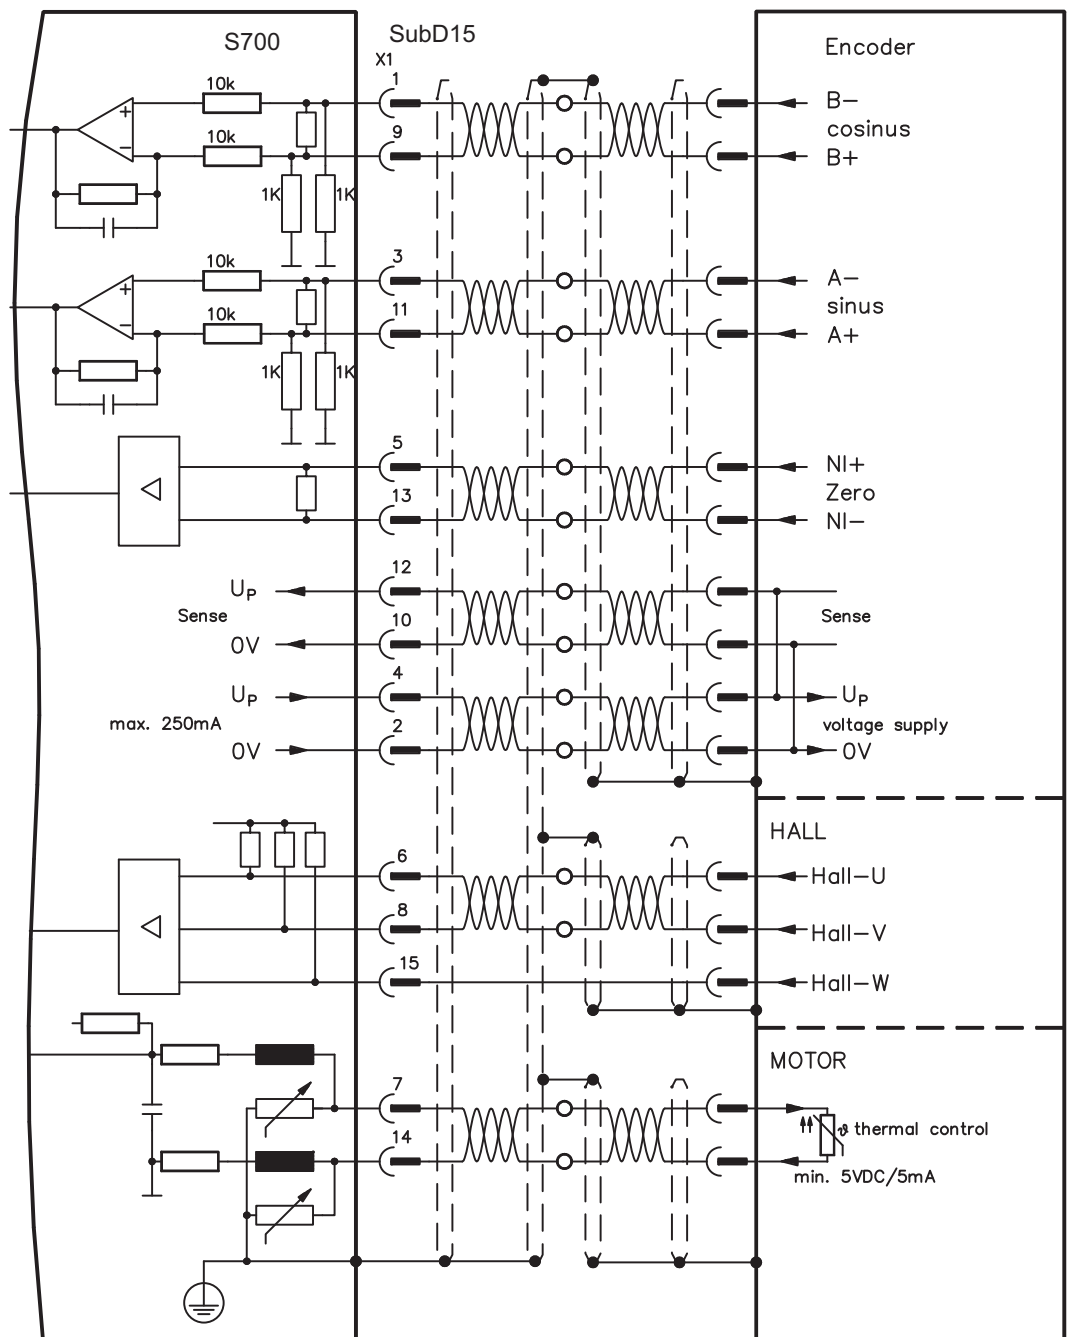 S700
SubD15
Encoder
X1
10k
1
B-
+
cosinus
10k
9
B+
-
1K
1K
10k
3
A-
+
sinus
10k
11
A+
-
1K
1K
5
NI+
Zero
13
NI-
12
UP
Sense
Sense
10
0V
4
UP
UP
max. 250mA
voltage supply
2
0V
0V
HALL
6
Hall-U
8
Hall-V
15
Hall-W
MOTOR
7
ϑ thermal control
14
min. 5VDC/5mA